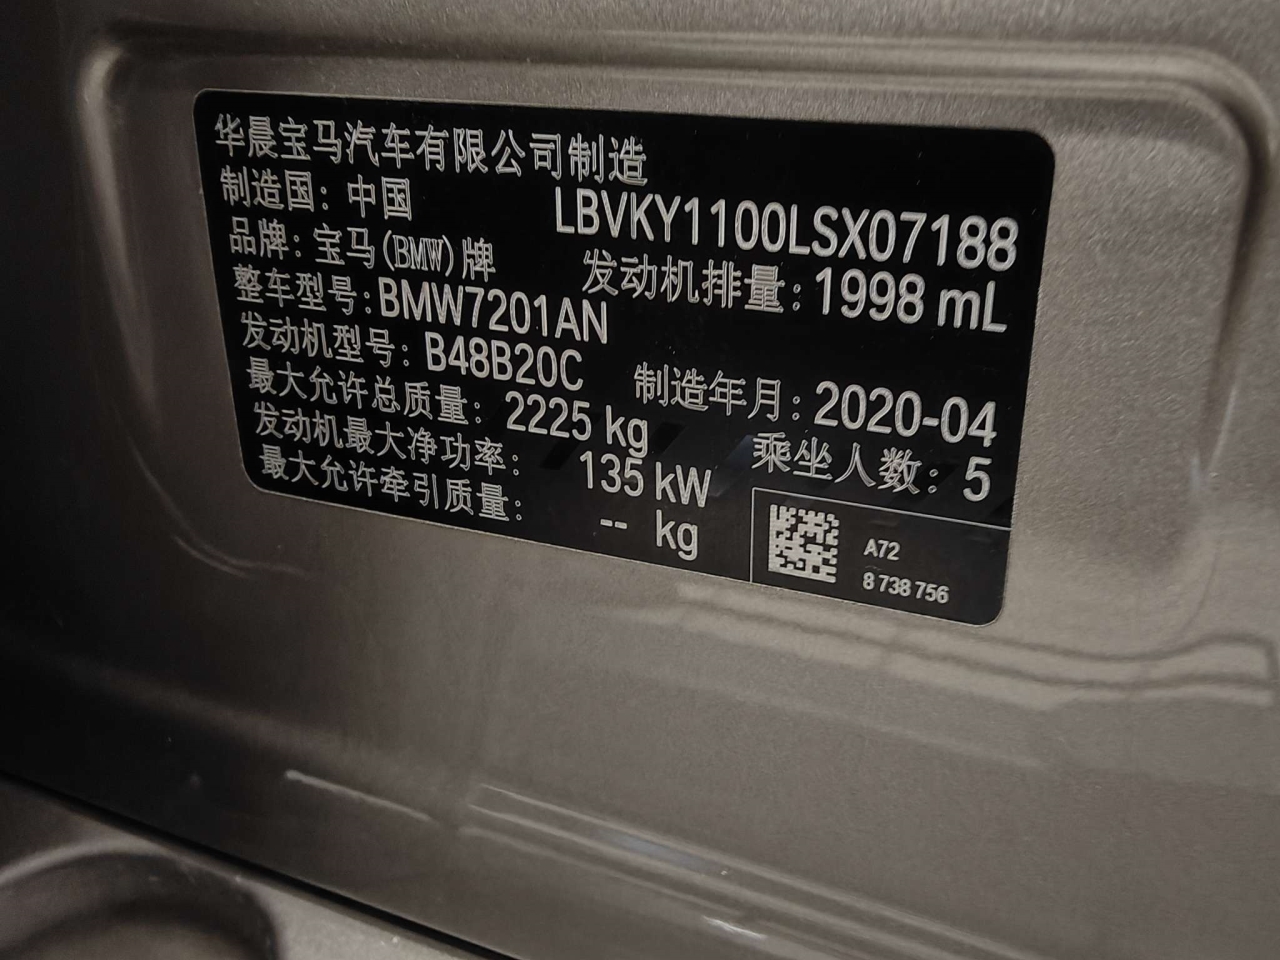 华晨宝马汽车有限公司制造
制造国：中国 LBVKY1100LSX07188
品牌：宝马(BMW)牌 发动机排量：1998 mL
整车型号：BMW7201AN
发动机型号：B48B20C 制造年月：2020-04
最大允许总质量：2225 kg 乘坐人数：5
发动机最大净功率：135 kW
最大允许牵引质量：-- kg
A72
8 738 756